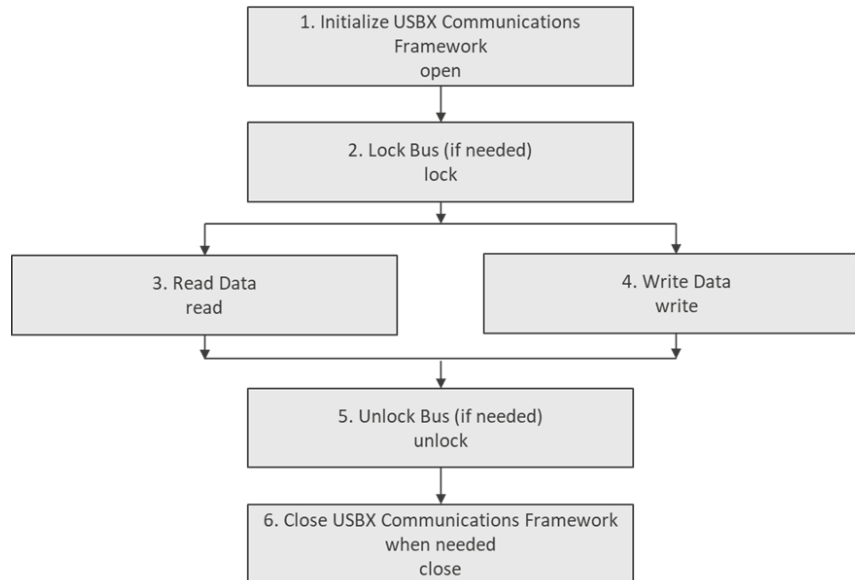 1. Initialize USBX Communications
Framework
open
2. Lock Bus (if needed)
lock
3. Read Data
read
4. Write Data
write
5. Unlock Bus (if needed)
unlock
6. Close USBX Communications Framework
when needed
close